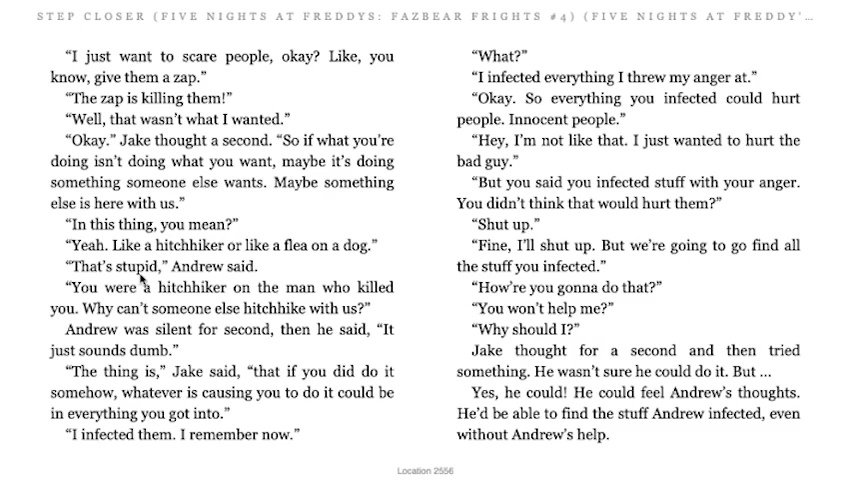 STEP CLOSER (FIVE NIGHTS AT FREDDYS: FAZBEAR FRIGHTS #4) (FIVE NIGHTS AT FREDDY'...
“I just want to scare people, okay? Like, you
know, give them a zap.”
“The zap is killing them!”
“Well, that wasn’t what I wanted.”
“Okay.” Jake thought a second. “So if what you’re
doing isn’t doing what you want, maybe it’s doing
something someone else wants. Maybe something
else is here with us.”
“In this thing, you mean?”
“Yeah. Like a hitchhiker or like a flea on a dog.”
“That’s stupid,” Andrew said.
“You were a hitchhiker on the man who killed
you. Why can’t someone else hitchhike with us?”
Andrew was silent for second, then he said, “It
just sounds dumb.”
“The thing is,” Jake said, “that if you did do it
somehow, whatever is causing you to do it could be
in everything you got into.”
“I infected them. I remember now.”
“What?”
“I infected everything I threw my anger at.”
“Okay. So everything you infected could hurt
people. Innocent people.”
“Hey, I’m not like that. I just wanted to hurt the
bad guy.”
“But you said you infected stuff with your anger.
You didn’t think that would hurt them?”
“Shut up.”
“Fine, I’ll shut up. But we’re going to go find all
the stuff you infected.”
“How’re you gonna do that?”
“You won’t help me?”
“Why should I?”
Jake thought for a second and then tried
something. He wasn’t sure he could do it. But ...
Yes, he could! He could feel Andrew’s thoughts.
He’d be able to find the stuff Andrew infected, even
without Andrew’s help.
Location 2556